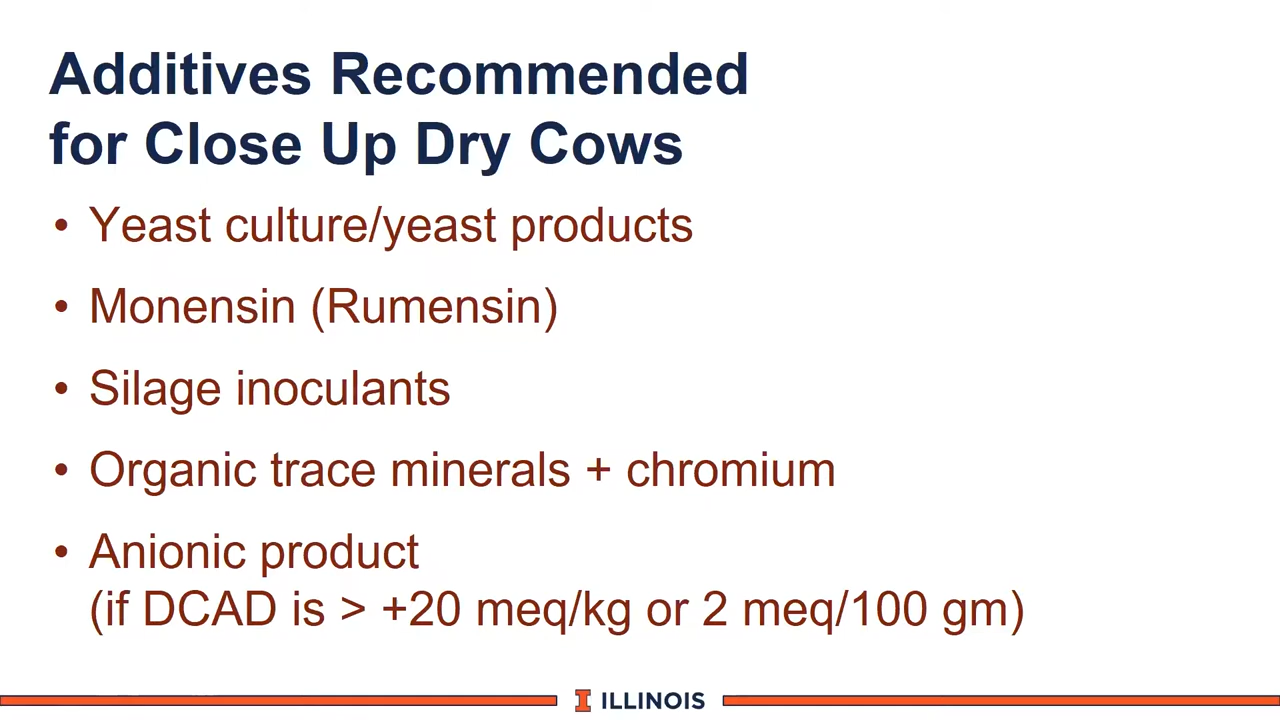 Additives Recommended
for Close Up Dry Cows
• Yeast culture/yeast products
• Monensin (Rumensin)
• Silage inoculants
• Organic trace minerals + chromium
• Anionic product
(if DCAD is > +20 meq/kg or 2 meq/100 gm)
I ILLINOIS